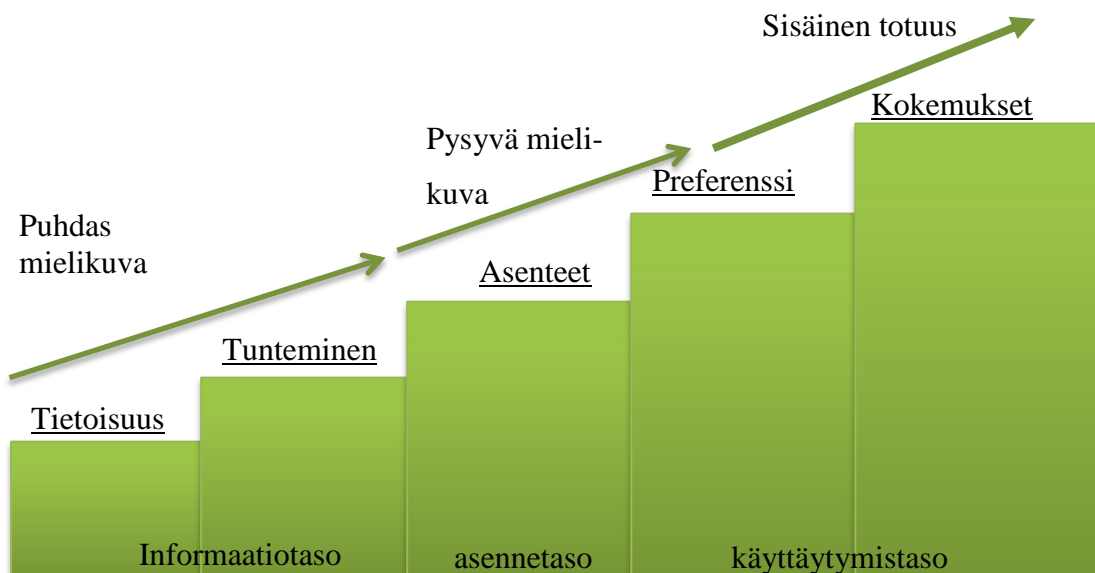 Sisäinen totuus
Kokemukset
Pysyvä mieli-
kuva
Preferenssi
Puhdas
mielikuva
Asenteet
Tunteminen
Tietoisuus
Informaatiotaso
asennetaso
käyttäytymistaso